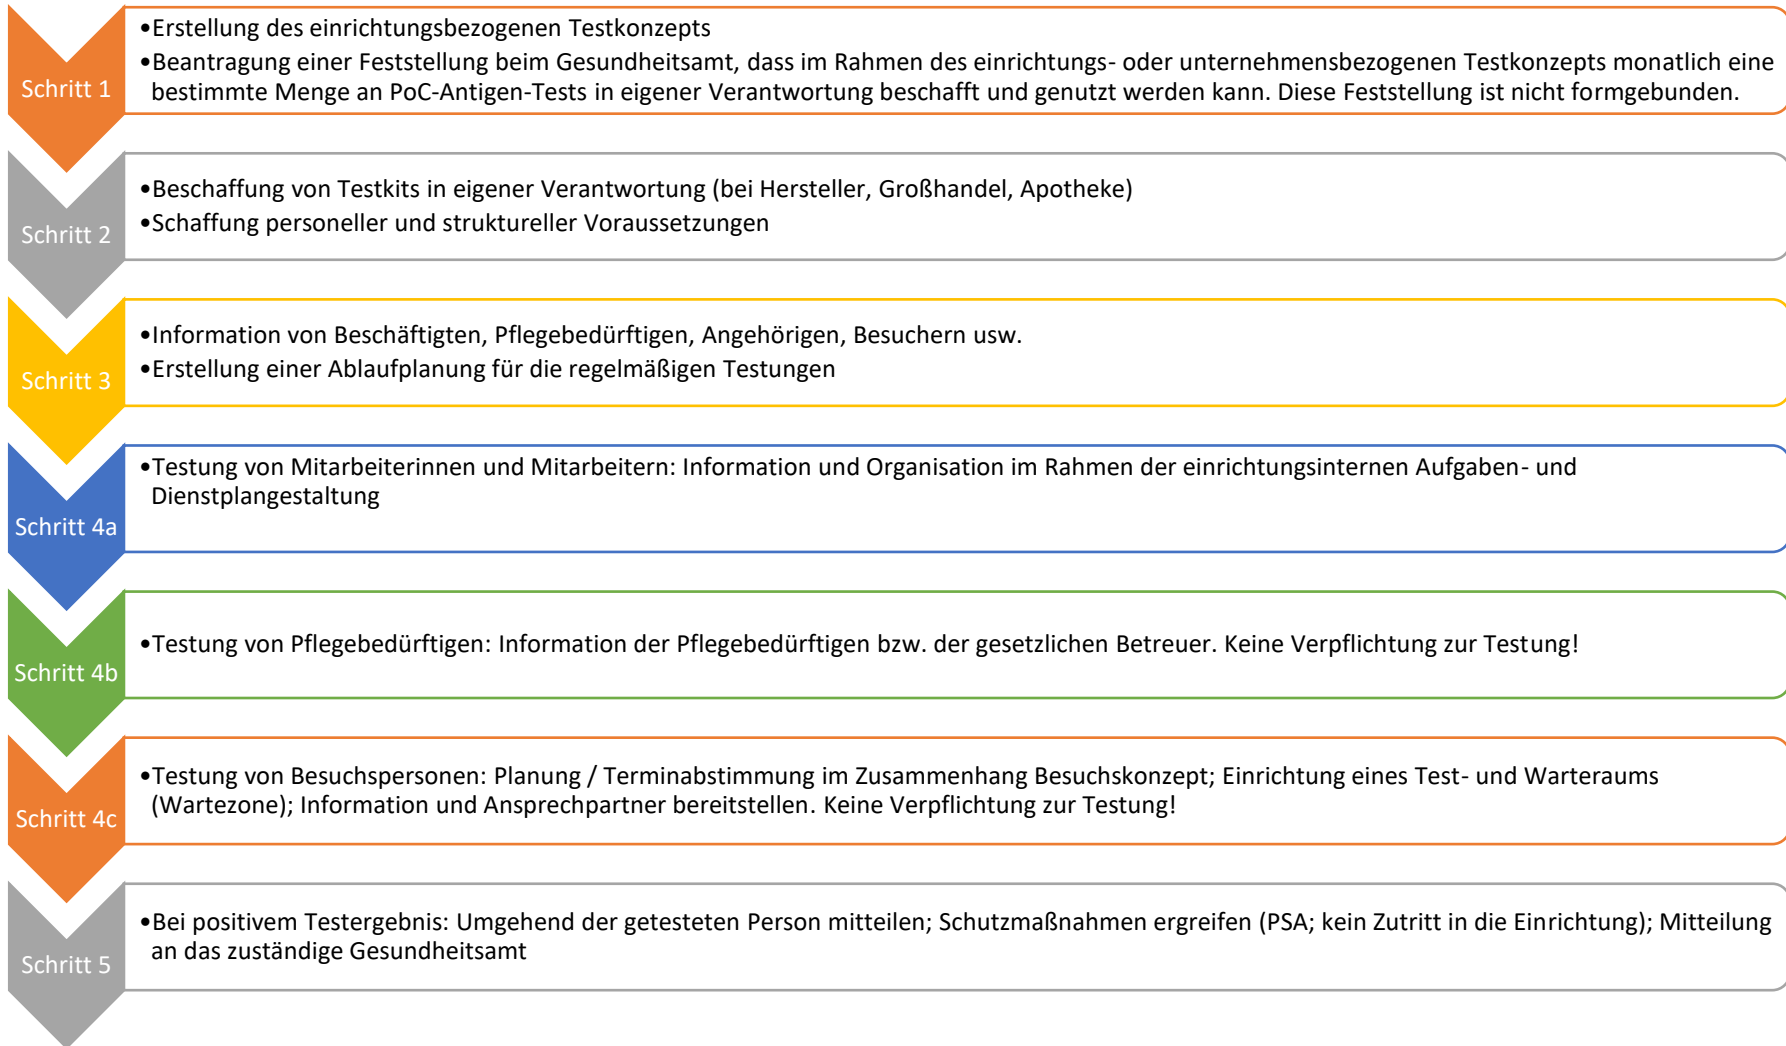 Schritt 1
•Erstellung des einrichtungsbezogenen Testkonzepts
•Beantragung einer Feststellung beim Gesundheitsamt, dass im Rahmen des einrichtungs- oder unternehmensbezogenen Testkonzepts monatlich eine
bestimmte Menge an PoC-Antigen-Tests in eigener Verantwortung beschafft und genutzt werden kann. Diese Feststellung ist nicht formgebunden.
Schritt 2
•Beschaffung von Testkits in eigener Verantwortung (bei Hersteller, Großhandel, Apotheke)
•Schaffung personeller und struktureller Voraussetzungen
Schritt 3
•Information von Beschäftigten, Pflegebedürftigen, Angehörigen, Besuchern usw.
•Erstellung einer Ablaufplanung für die regelmäßigen Testungen
Schritt 4a
•Testung von Mitarbeiterinnen und Mitarbeitern: Information und Organisation im Rahmen der einrichtungsinternen Aufgaben- und
Dienstplangestaltung
Schritt 4b
•Testung von Pflegebedürftigen: Information der Pflegebedürftigen bzw. der gesetzlichen Betreuer. Keine Verpflichtung zur Testung!
Schritt 4c
•Testung von Besuchspersonen: Planung / Terminabstimmung im Zusammenhang Besuchskonzept; Einrichtung eines Test- und Warteraums
(Wartezone); Information und Ansprechpartner bereitstellen. Keine Verpflichtung zur Testung!
Schritt 5
•Bei positivem Testergebnis: Umgehend der getesteten Person mitteilen; Schutzmaßnahmen ergreifen (PSA; kein Zutritt in die Einrichtung); Mitteilung
an das zuständige Gesundheitsamt